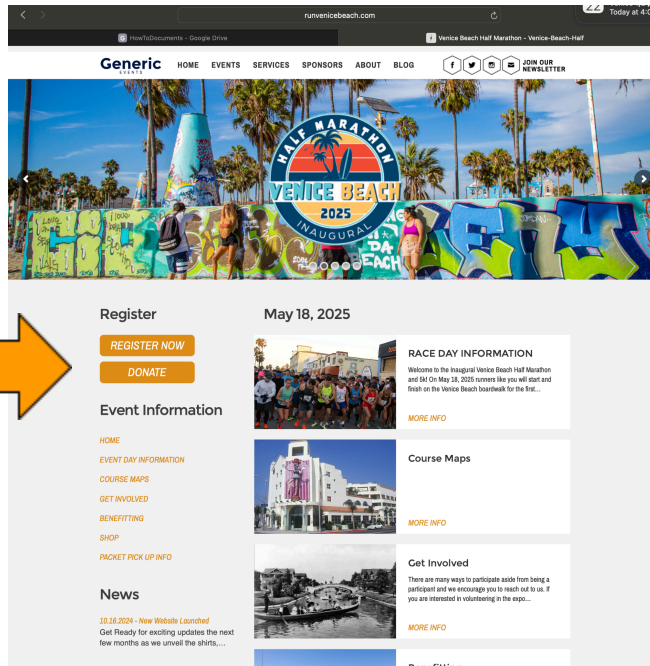 runvenicebeach.com
22
Today at 4:0
HowToDocuments - Google Drive
Venice Beach Half Marathon - Venice-Beach-Half
Generic
EVENTS
HOME EVENTS SERVICES SPONSORS ABOUT BLOG
JOIN OUR
NEWSLETTER
HALF MARATHON
VENICE BEACH
2025
INAUGURAL
DA
BEACH
Register
May 18, 2025
REGISTER NOW
DONATE
RACE DAY INFORMATION
Welcome to the Inaugural Venice Beach Half Marathon
and 5k! On May 18, 2025 runners like you will start and
finish on the Venice Beach boardwalk for the first...
MORE INFO
Event Information
HOME
EVENT DAY INFORMATION
COURSE MAPS
GET INVOLVED
BENEFITTING
SHOP
PACKET PICK UP INFO
Course Maps
MORE INFO
Get Involved
There are many ways to participate aside from being a
participant and we encourage you to reach out to us. If
you are interested in volunteering in the expo...
MORE INFO
News
10.16.2024 - New Website Launched
Get Ready for exciting updates the next
few months as we unveil the shirts,...